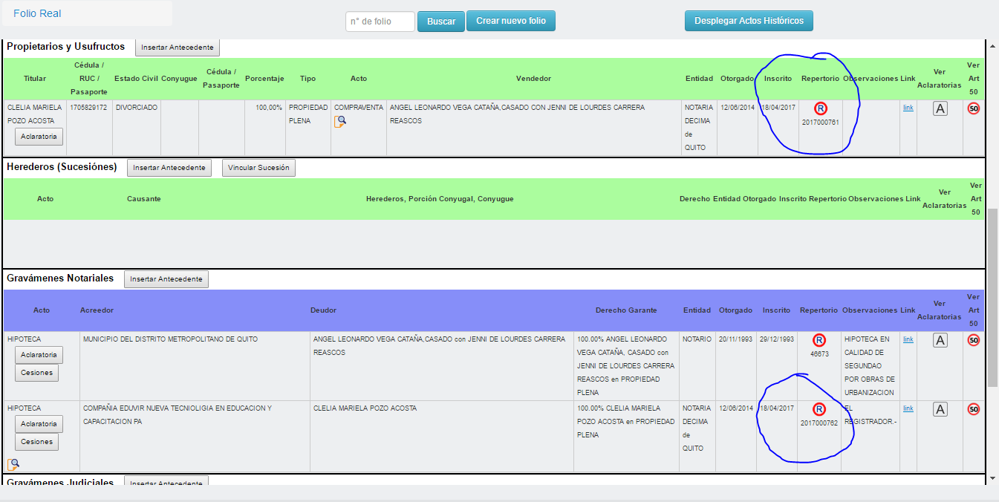 Folio Real
n° de folio Buscar Crear nuevo folio Desplegar Actos Históricos
Propietarios y Usufructos Insertar Antecedente
Titular Cédula / RUC / Pasaporte Estado Civil Conyugue Cédula / Pasaporte Porcentaje Tipo Acto Vendedor Entidad Otorgado Inscrito Repertorio Observaciones Link Ver Aclaratorias Ver Art 50
CLELIA MARIELA POZO ACOSTA Aclaratoria 1705829172 DIVORCIADO 100,00% PROPIEDAD PLENA COMPRAVENTA ANGEL LEONARDO VEGA CATAÑA,CASADO CON JENNI DE LOURDES CARRERA REASCOS NOTARIA DECIMA de QUITO 12/06/2014 18/04/2017 R 2017000761 link A 50
Herederos (Sucesiónes) Insertar Antecedente Vincular Sucesión
Acto Causante Herederos, Porción Conyugal, Conyugue Derecho Entidad Otorgado Inscrito Repertorio Observaciones Link Ver Aclaratorias Ver Art 50
Gravámenes Notariales Insertar Antecedente
Acto Acreedor Deudor Derecho Garante Entidad Otorgado Inscrito Repertorio Observaciones Link Ver Aclaratorias Ver Art 50
HIPOTECA Aclaratoria Cesiones MUNICIPIO DEL DISTRITO METROPOLITANO DE QUITO ANGEL LEONARDO VEGA CATAÑA,CASADO con JENNI DE LOURDES CARRERA REASCOS 100.00% ANGEL LEONARDO VEGA CATAÑA, CASADO con JENNI DE LOURDES CARRERA REASCOS en PROPIEDAD PLENA NOTARIO 20/11/1993 29/12/1993 R 46673 HIPOTECA EN CALIDAD DE SEGUNDAO POR OBRAS DE URBANIZACION link A 50
HIPOTECA Aclaratoria Cesiones COMPAÑIA EDUVIR NUEVA TECNIOLIGIA EN EDUCACION Y CAPACITACION PA CLELIA MARIELA POZO ACOSTA 100.00% CLELIA MARIELA POZO ACOSTA en PROPIEDAD PLENA NOTARIA DECIMA de QUITO 12/06/2014 18/04/2017 R 2017000762 EL REGISTRADOR.- link A 50
Gravámenes Judiciales Insertar Antecedente